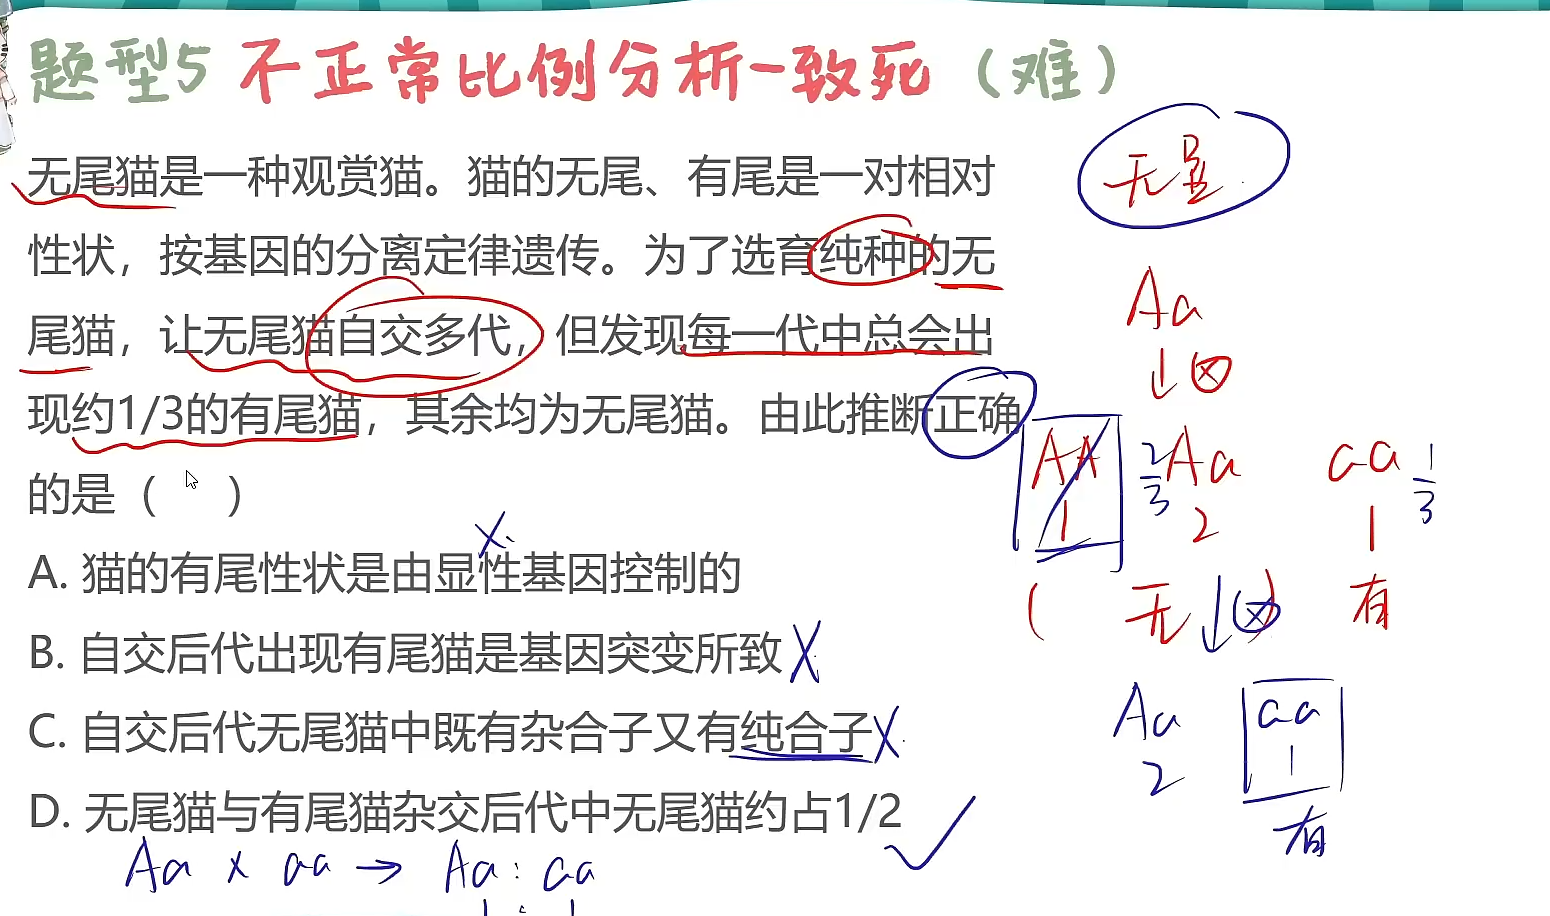 题型5 不正常比例分析-致死（难）
无尾猫是一种观赏猫。猫的无尾、有尾是一对相对
性状，按基因的分离定律遗传。为了选育纯种的无
尾猫，让无尾猫自交多代，但发现每一代中总会出
现约1/3的有尾猫，其余均为无尾猫。由此推断正确
的是（ ）
A. 猫的有尾性状是由显性基因控制的
B. 自交后代出现有尾猫是基因突变所致
C. 自交后代无尾猫中既有杂合子又有纯合子
D. 无尾猫与有尾猫杂交后代中无尾猫约占1/2
Aa x aa → Aa : aa
1 : 1
无显
Aa
↓⊗
AA 2/3 Aa aa 1/3
1 2 1
( 无 ) 有
↓⊗
Aa aa
2 1
有